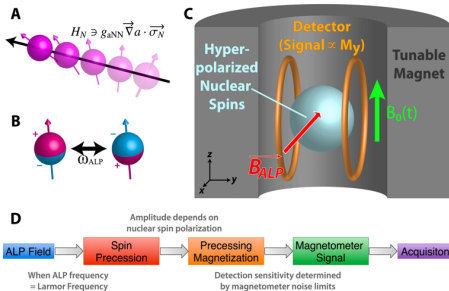 A
H_N ∋ g_aNN ∇⃗a · σ_N⃗
B
+
−
−
+
ω_ALP
C
Detector
(Signal ∝ My)
Hyper-
polarized
Nuclear
Spins
Tunable
Magnet
B₀(t)
B_ALP
z
x
y
D
Amplitude depends on
nuclear spin polarization
ALP Field
Spin
Precession
Precessing
Magnetization
Magnetometer
Signal
Acquisiton
When ALP frequency
= Larmor Frequency
Detection sensitivity determined
by magnetometer noise limits